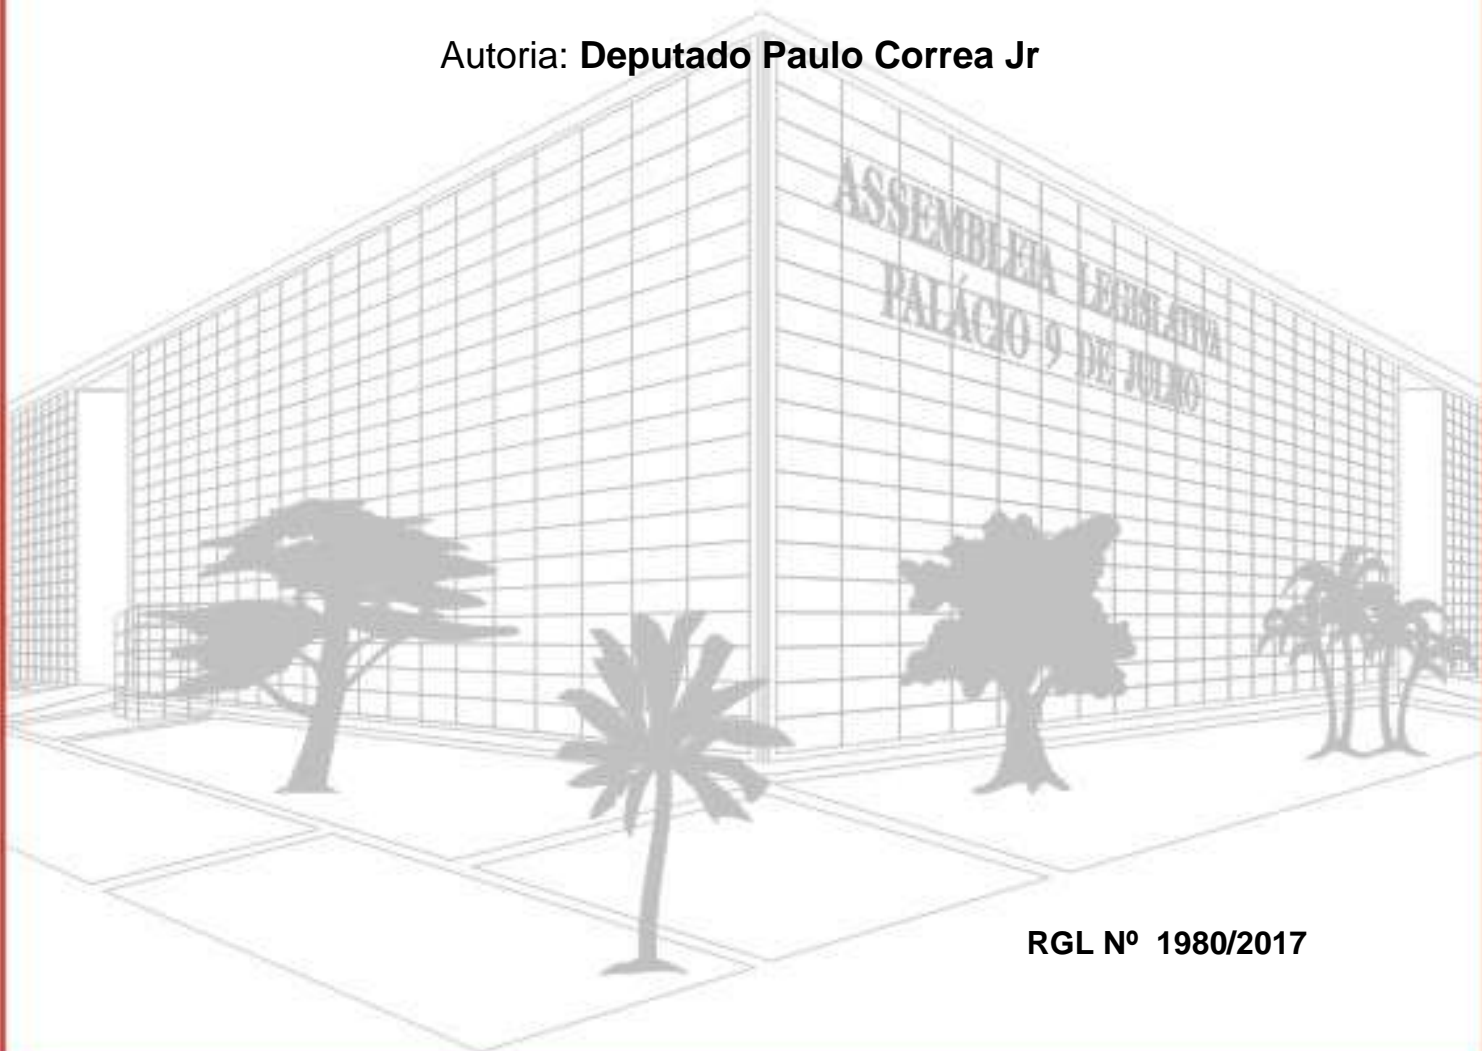 Autoria: Deputado Paulo Correa Jr
ASSEMBLEIA LEGISLATIVA
PALÁCIO 9 DE JULHO
RGL Nº 1980/2017